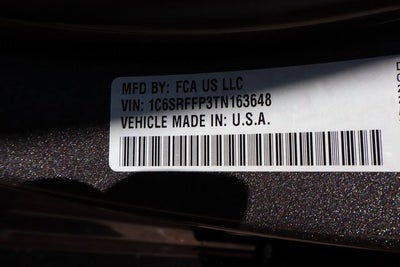 MFD BY: FCA US LLC
VIN: 1C6SRFFP3TN163648
VEHICLE MADE IN: U.S.A.